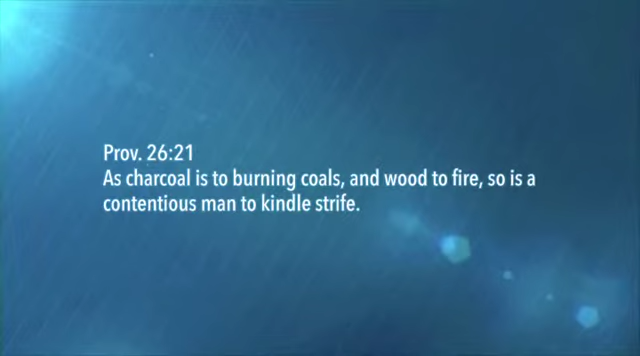 Prov. 26:21
As charcoal is to burning coals, and wood to fire, so is a
contentious man to kindle strife.